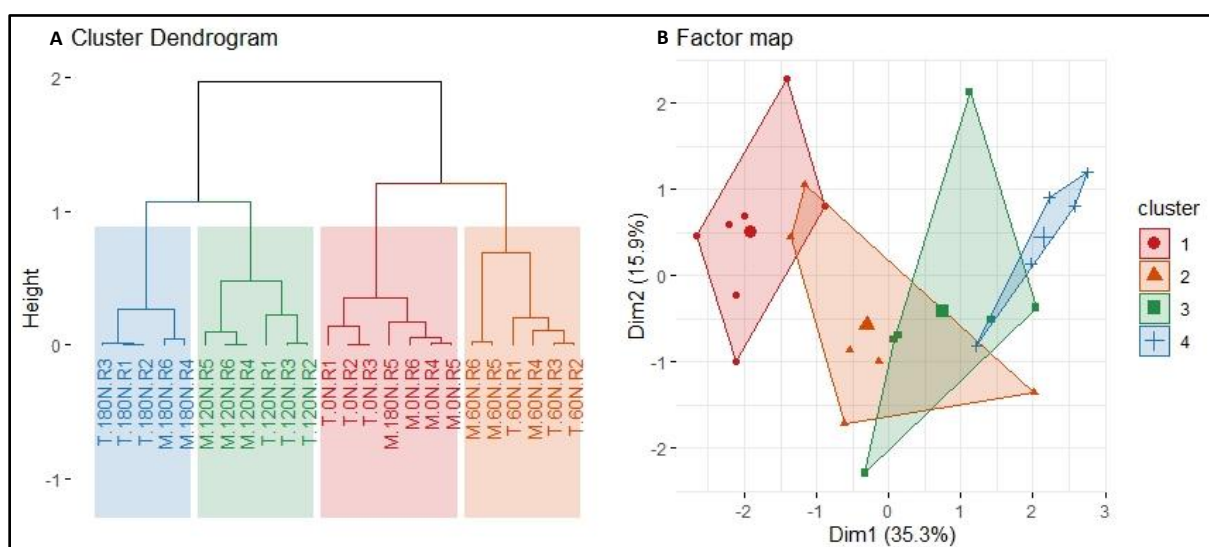 A Cluster Dendrogram
2
1
0
-1
Height
T.180N.R3
T.180N.R1
T.180N.R2
M.180N.R6
M.180N.R4
M.120N.R5
M.120N.R6
M.120N.R4
T.120N.R1
T.120N.R3
T.120N.R2
T.0N.R1
T.0N.R2
T.0N.R3
M.180N.R5
M.0N.R6
M.0N.R4
M.0N.R5
M.60N.R6
M.60N.R5
T.60N.R1
M.60N.R4
T.60N.R3
T.60N.R2
B Factor map
2
1
0
-1
-2
Dim2 (15.9%)
-2 -1 0 1 2 3
Dim1 (35.3%)
cluster
1
2
3
4